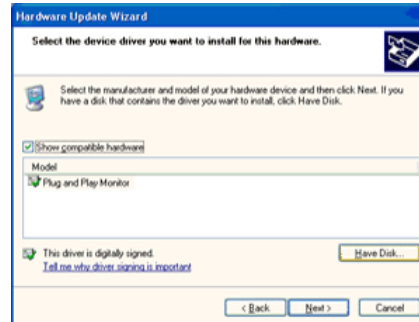 Hardware Update Wizard
Select the device driver you want to install for this hardware.
Select the manufacturer and model of your hardware device and then click Next. If you
have a disk that contains the driver you want to install, click Have Disk.
Show compatible hardware
Model
Plug and Play Monitor
This driver is digitally signed.
Tell me why driver signing is important
Have Disk...
< Back
Next >
Cancel